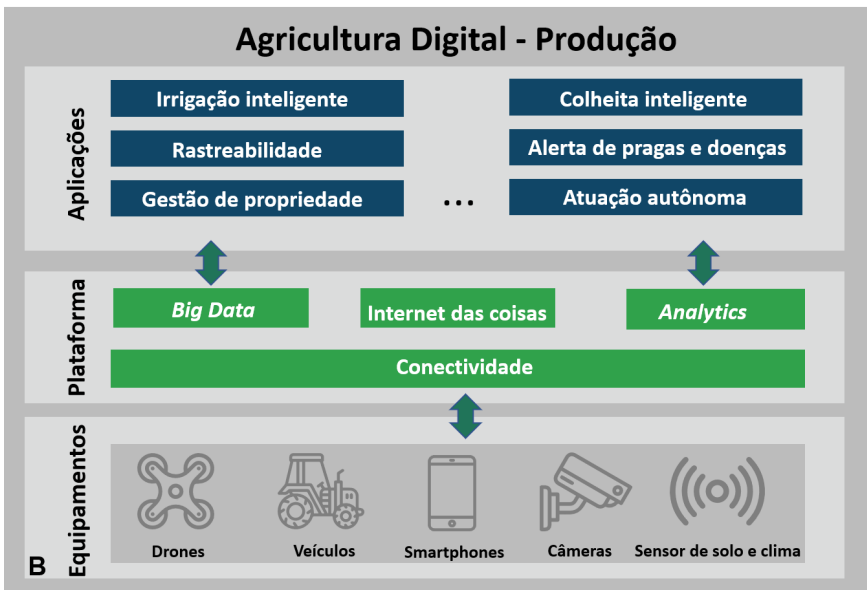 Agricultura Digital - Produção
Aplicações
Irrigação inteligente
Colheita inteligente
Rastreabilidade
Alerta de pragas e doenças
Gestão de propriedade
...
Atuação autônoma
Plataforma
Big Data
Internet das coisas
Analytics
Conectividade
Equipamentos
Drones
Veículos
Smartphones
Câmeras
Sensor de solo e clima
B